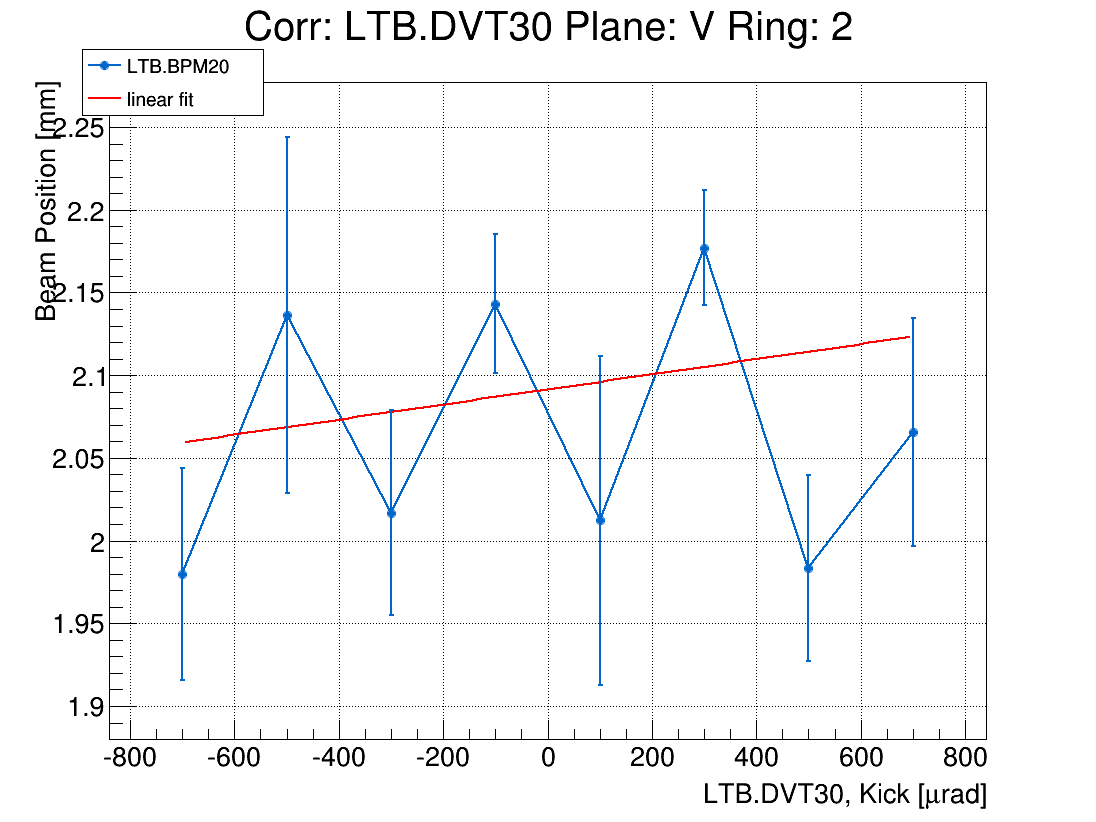 Corr: LTB.DVT30 Plane: V Ring: 2
LTB.BPM20
linear fit
Beam Position [mm]
2.25
2.2
2.15
2.1
2.05
2
1.95
1.9
-800 -600 -400 -200 0 200 400 600 800
LTB.DVT30, Kick [μrad]